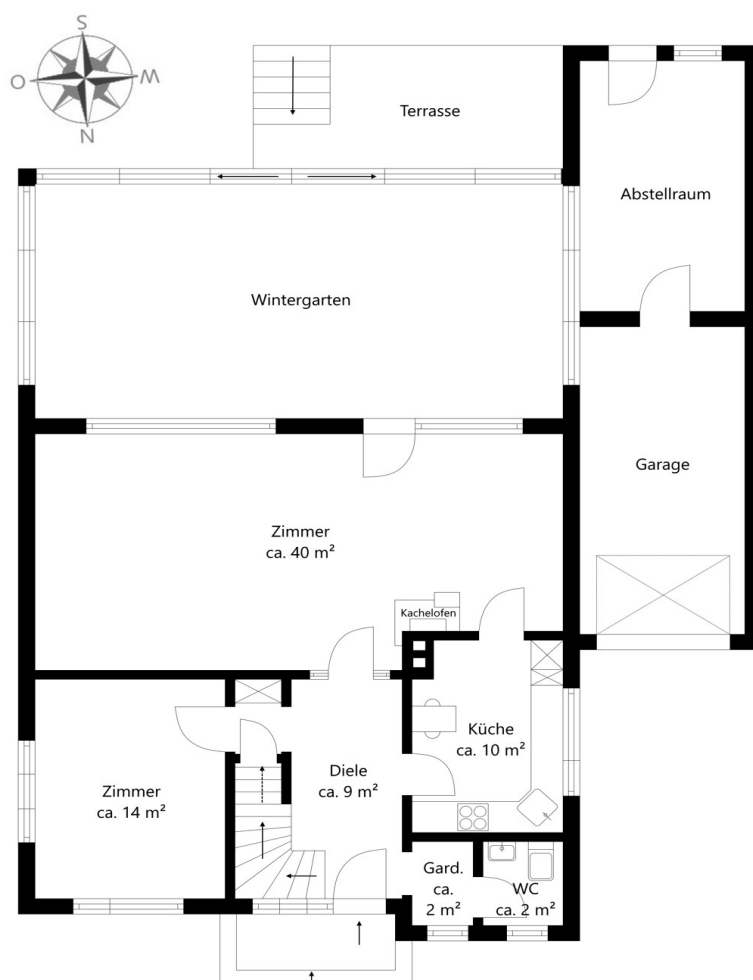 S
O
W
N
Terrasse
Abstellraum
Wintergarten
Garage
Zimmer
ca. 40 m²
Kachelofen
Küche
ca. 10 m²
Diele
ca. 9 m²
Zimmer
ca. 14 m²
Gard.
ca.
2 m²
WC
ca. 2 m²